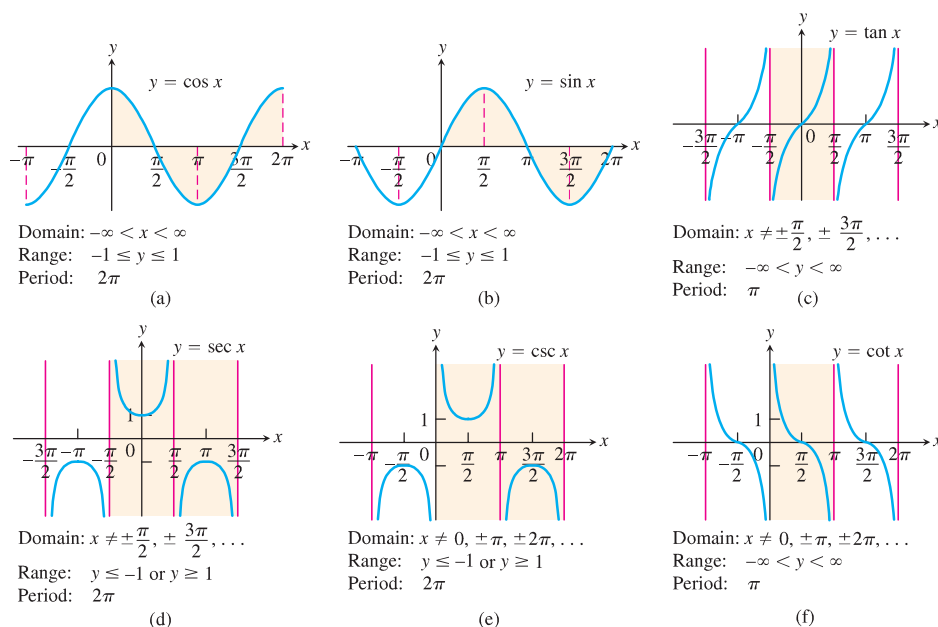 y
y = cos x
−π
−π/2
0
π/2
π
3π/2
2π
x
Domain: −∞ < x < ∞
Range: −1 ≤ y ≤ 1
Period: 2π
(a)
y
y = sin x
−π
−π/2
0
π/2
π
3π/2
2π
x
Domain: −∞ < x < ∞
Range: −1 ≤ y ≤ 1
Period: 2π
(b)
y
y = tan x
−3π/2
−π
−π/2
0
π/2
π
3π/2
x
Domain: x ≠ ±π/2, ± 3π/2, . . .
Range: −∞ < y < ∞
Period: π
(c)
y
y = sec x
1
−3π/2
−π
−π/2
0
π/2
π
3π/2
x
Domain: x ≠ ±π/2, ± 3π/2, . . .
Range: y ≤ −1 or y ≥ 1
Period: 2π
(d)
y
y = csc x
1
−π
−π/2
0
π/2
π
3π/2
2π
x
Domain: x ≠ 0, ±π, ±2π, . . .
Range: y ≤ −1 or y ≥ 1
Period: 2π
(e)
y
y = cot x
1
−π
−π/2
0
π/2
π
3π/2
2π
x
Domain: x ≠ 0, ±π, ±2π, . . .
Range: −∞ < y < ∞
Period: π
(f)